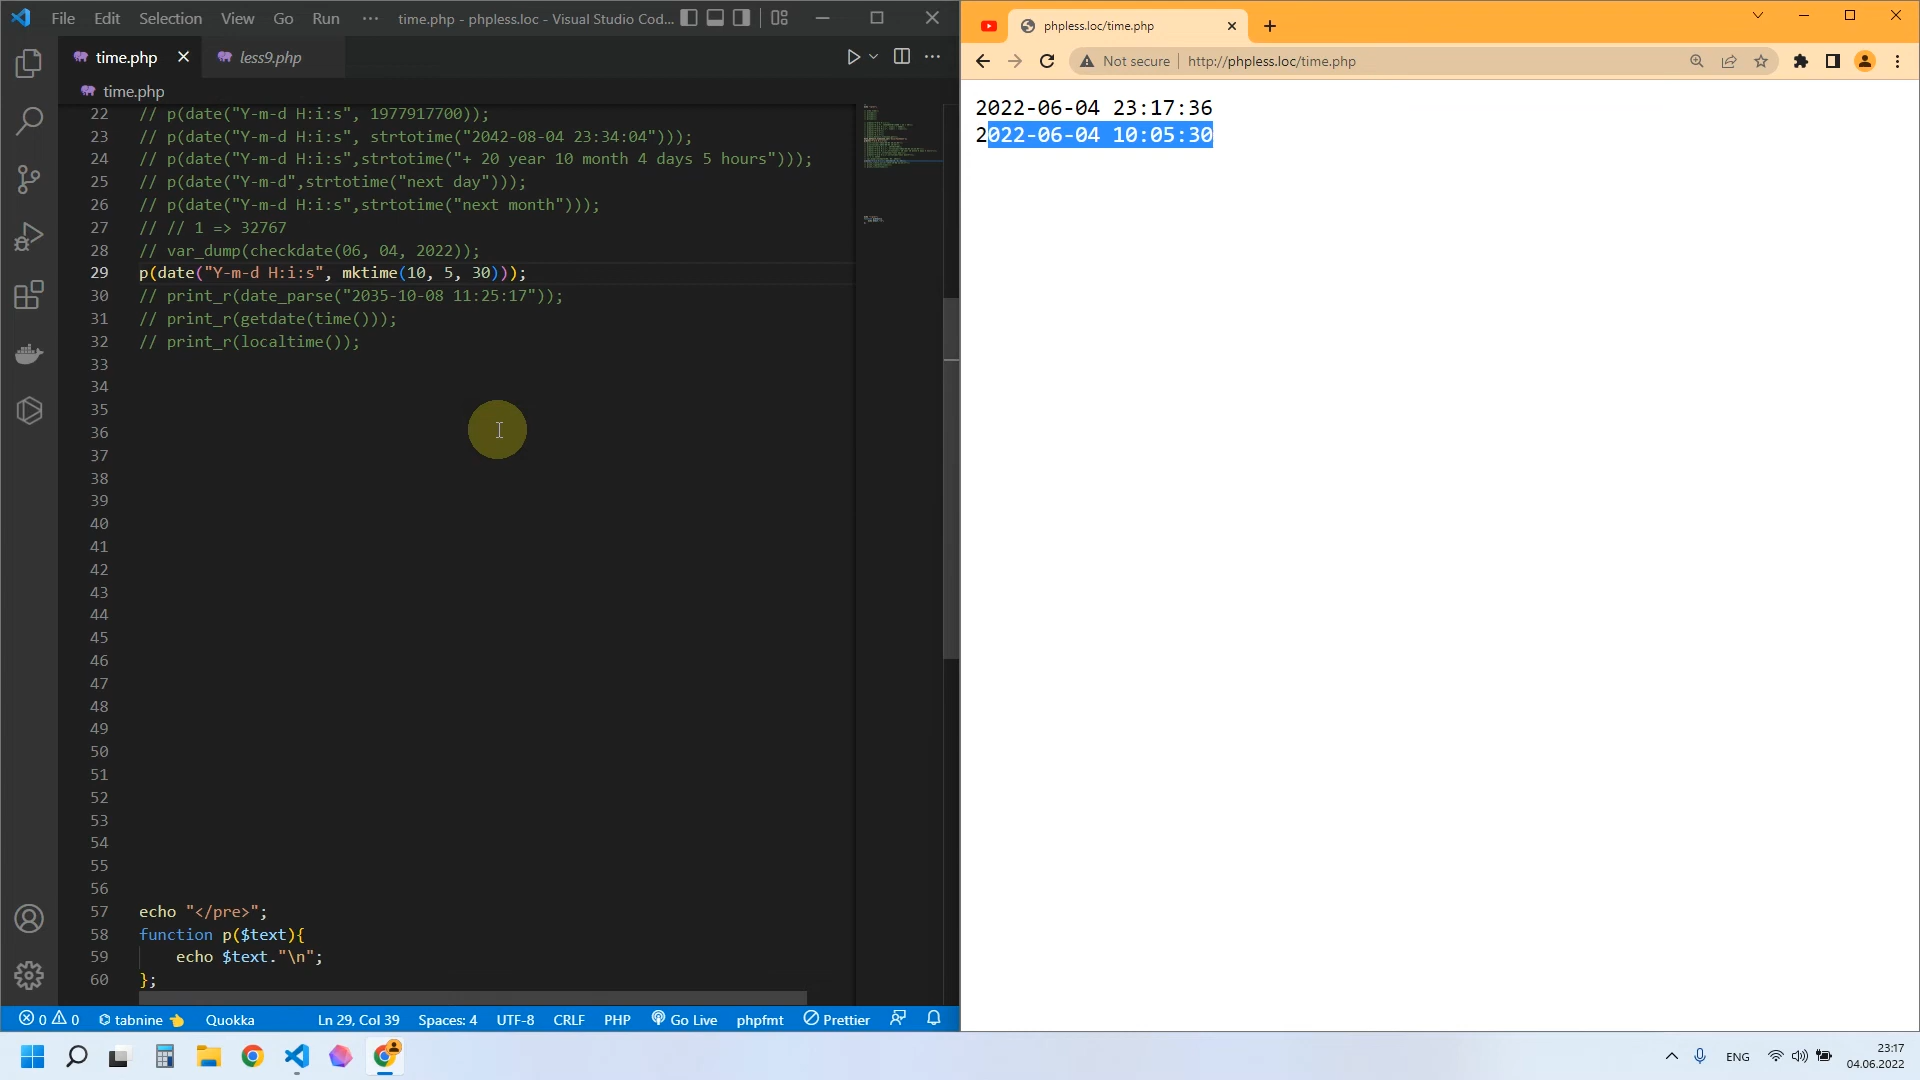 File Edit Selection View Go Run ··· time.php - phpless.loc - Visual Studio Cod...
time.php less9.php
time.php
22 // p(date("Y-m-d H:i:s", 1977917700));
23 // p(date("Y-m-d H:i:s", strtotime("2042-08-04 23:34:04")));
24 // p(date("Y-m-d H:i:s",strtotime("+ 20 year 10 month 4 days 5 hours")));
25 // p(date("Y-m-d",strtotime("next day")));
26 // p(date("Y-m-d H:i:s",strtotime("next month")));
27 // // 1 => 32767
28 // var_dump(checkdate(06, 04, 2022));
29 p(date("Y-m-d H:i:s", mktime(10, 5, 30)));
30 // print_r(date_parse("2035-10-08 11:25:17"));
31 // print_r(getdate(time()));
32 // print_r(localtime());
33
34
35
36
37
38
39
40
41
42
43
44
45
46
47
48
49
50
51
52
53
54
55
56
57 echo "</pre>";
58 function p($text){
59 echo $text."\n";
60 };
0 0 tabnine Quokka Ln 29, Col 39 Spaces: 4 UTF-8 CRLF PHP Go Live phpfmt Prettier
phpless.loc/time.php
Not secure http://phpless.loc/time.php
2022-06-04 23:17:36
2022-06-04 10:05:30
ENG
23:17
04.06.2022